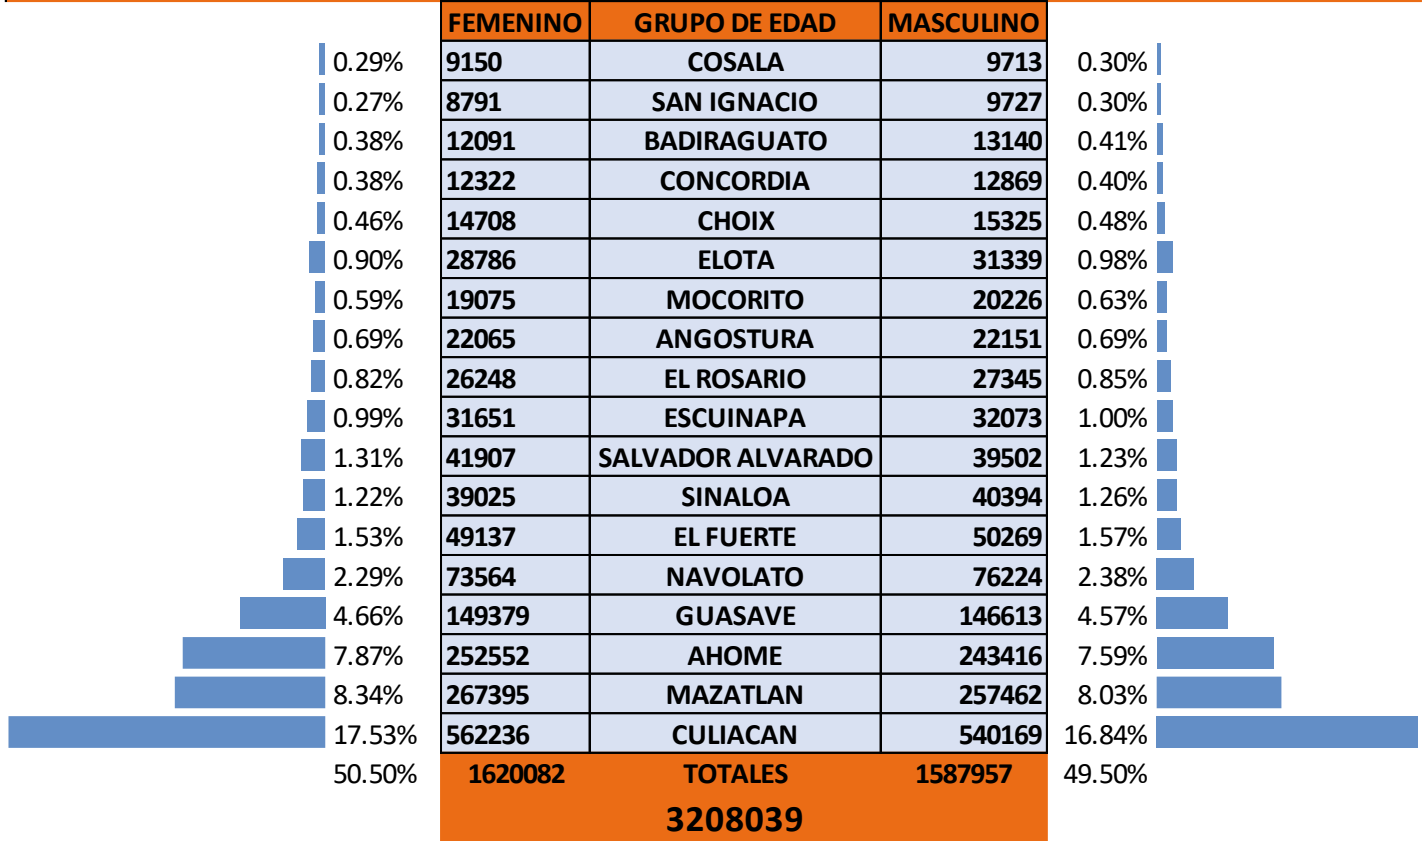 FEMENINO GRUPO DE EDAD MASCULINO
0.29% 9150 COSALA 9713 0.30%
0.27% 8791 SAN IGNACIO 9727 0.30%
0.38% 12091 BADIRAGUATO 13140 0.41%
0.38% 12322 CONCORDIA 12869 0.40%
0.46% 14708 CHOIX 15325 0.48%
0.90% 28786 ELOTA 31339 0.98%
0.59% 19075 MOCORITO 20226 0.63%
0.69% 22065 ANGOSTURA 22151 0.69%
0.82% 26248 EL ROSARIO 27345 0.85%
0.99% 31651 ESCUINAPA 32073 1.00%
1.31% 41907 SALVADOR ALVARADO 39502 1.23%
1.22% 39025 SINALOA 40394 1.26%
1.53% 49137 EL FUERTE 50269 1.57%
2.29% 73564 NAVOLATO 76224 2.38%
4.66% 149379 GUASAVE 146613 4.57%
7.87% 252552 AHOME 243416 7.59%
8.34% 267395 MAZATLAN 257462 8.03%
17.53% 562236 CULIACAN 540169 16.84%
50.50% 1620082 TOTALES 1587957 49.50%
3208039